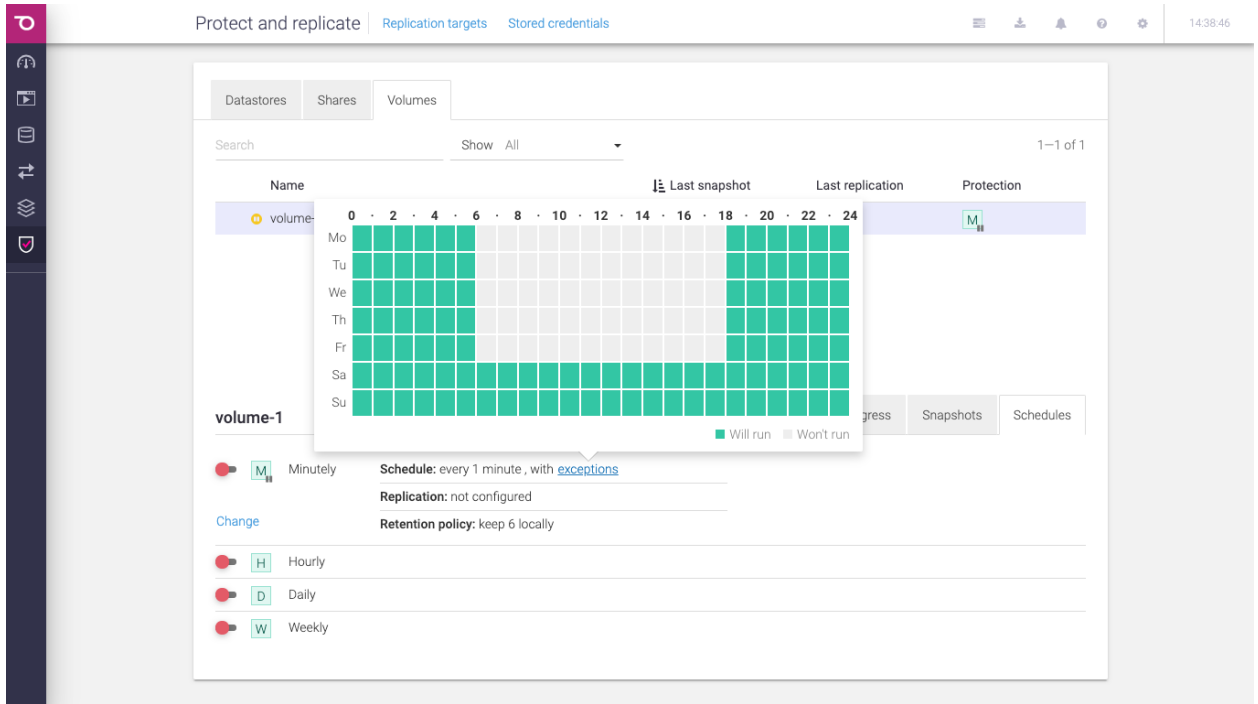 Protect and replicate Replication targets Stored credentials 14:38:46
Datastores Shares Volumes
Search Show All 1—1 of 1
Name Last snapshot Last replication Protection
volume- M
0 · 2 · 4 · 6 · 8 · 10 · 12 · 14 · 16 · 18 · 20 · 22 · 24
Mo
Tu
We
Th
Fr
Sa
Su
Will run Won't run
volume-1 gress Snapshots Schedules
M Minutely Schedule: every 1 minute , with exceptions
Replication: not configured
Change Retention policy: keep 6 locally
H Hourly
D Daily
W Weekly